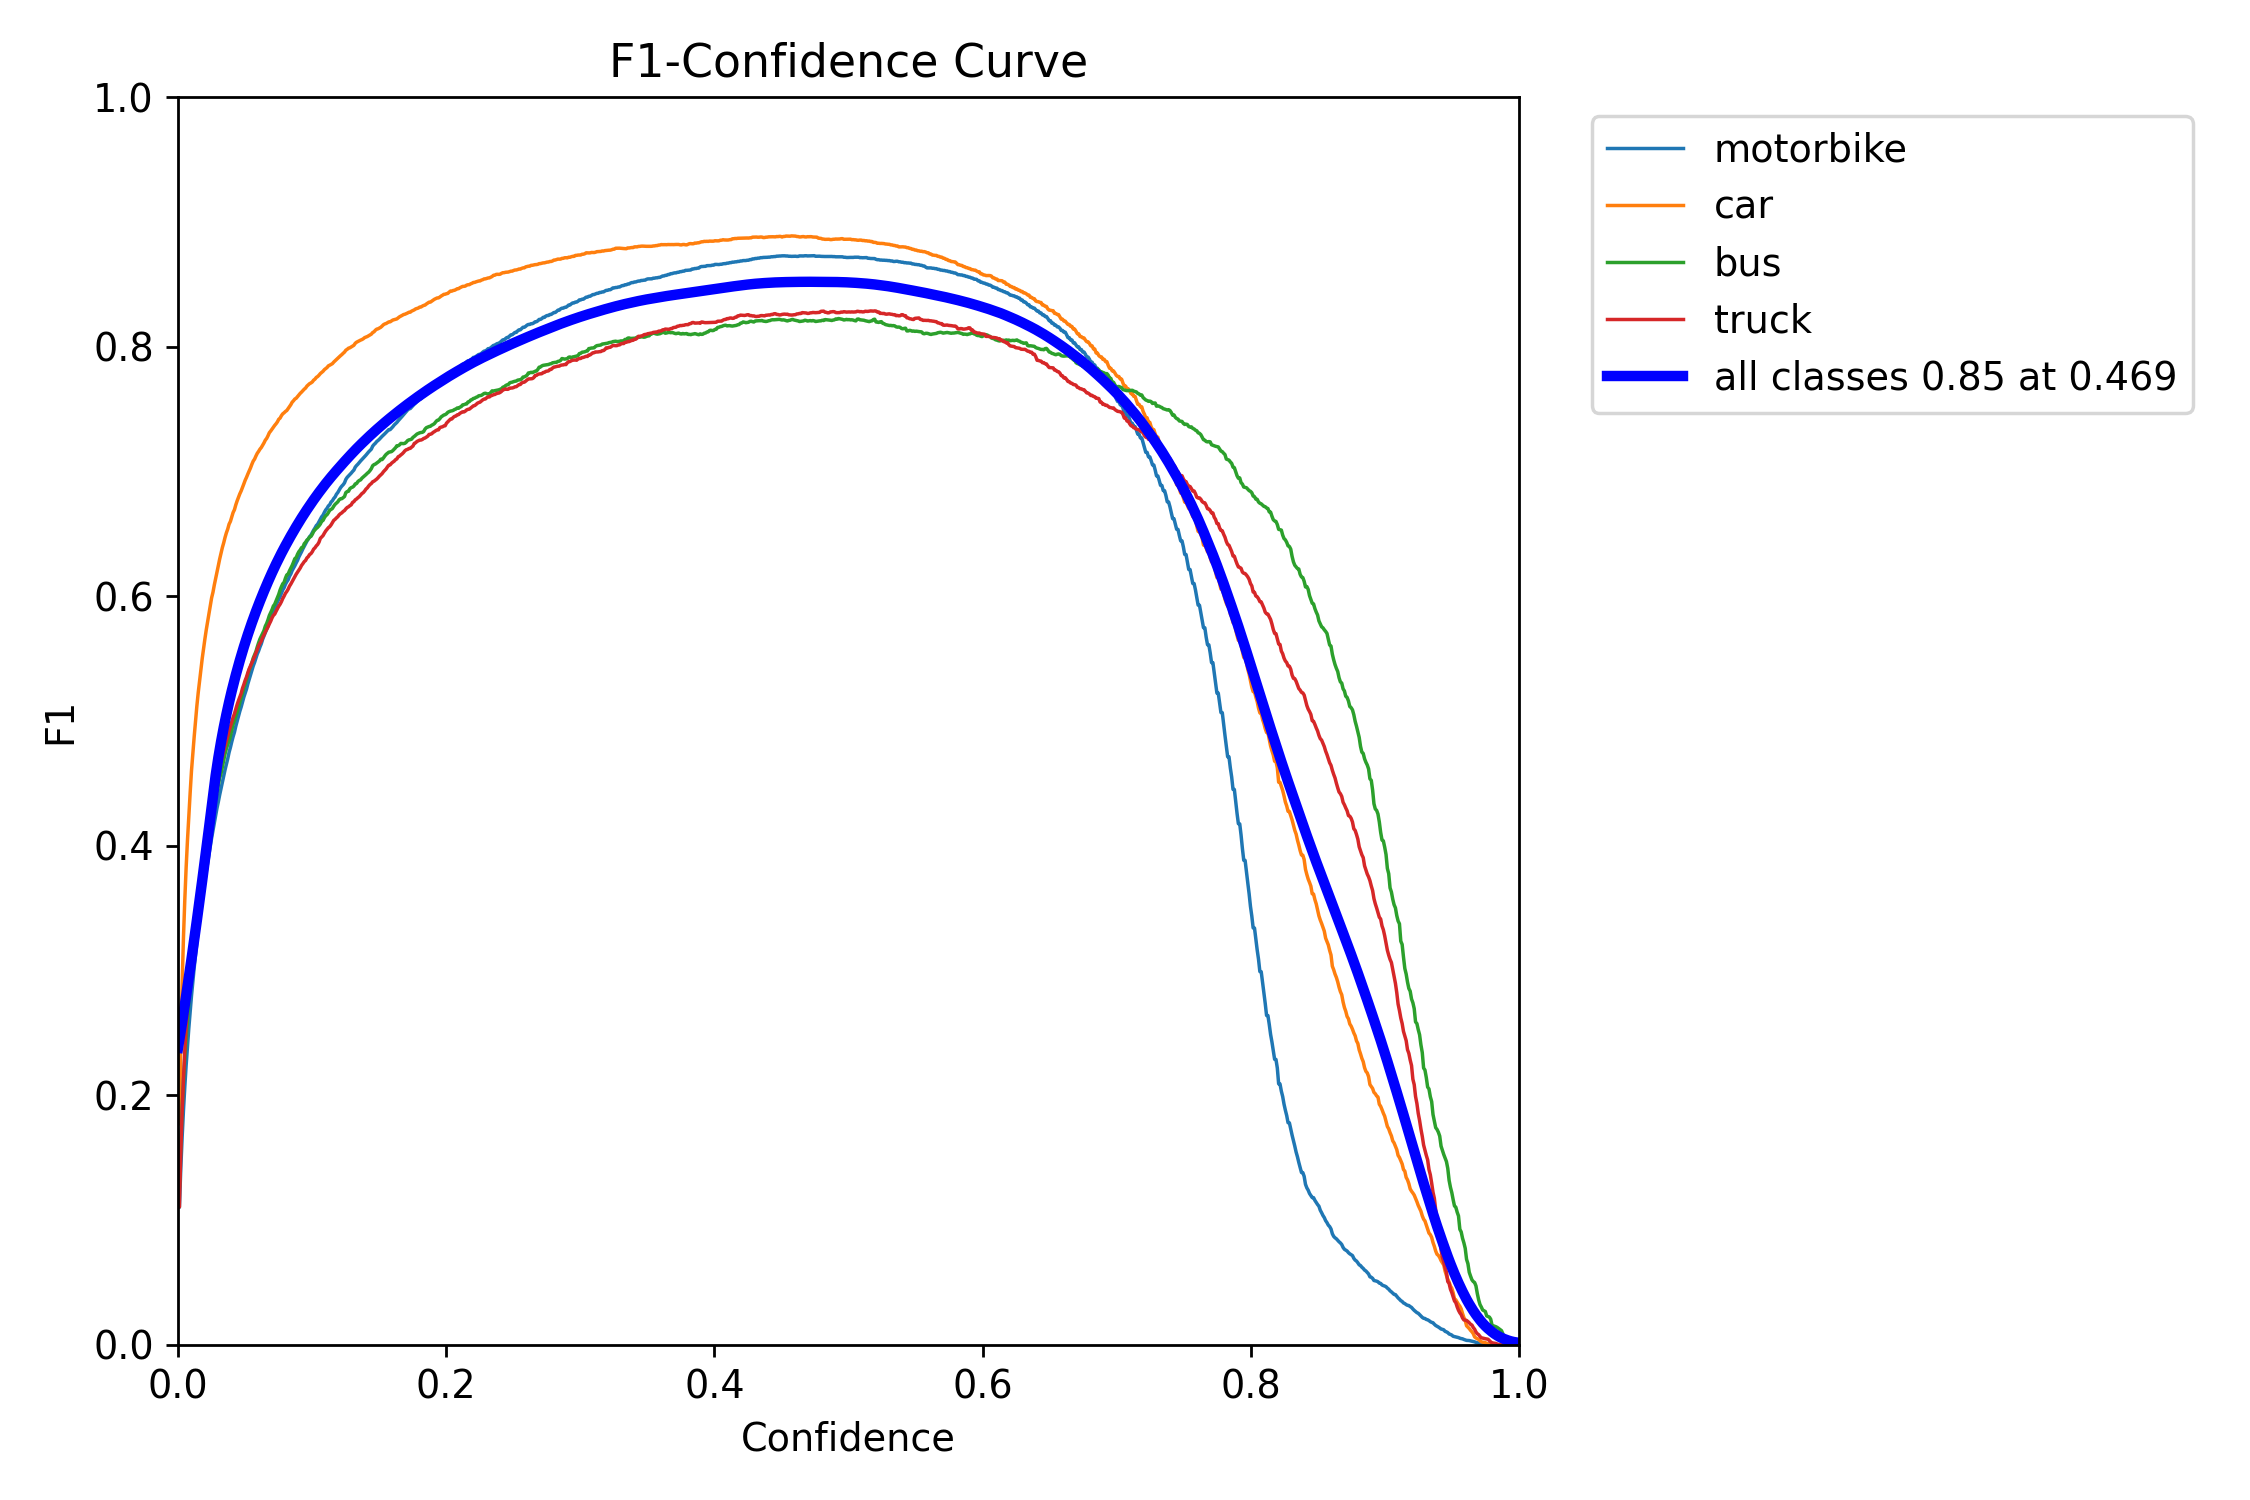 F1-Confidence Curve
1.0
0.8
0.6
0.4
0.2
0.0
F1
0.0 0.2 0.4 0.6 0.8 1.0
Confidence
motorbike
car
bus
truck
all classes 0.85 at 0.469